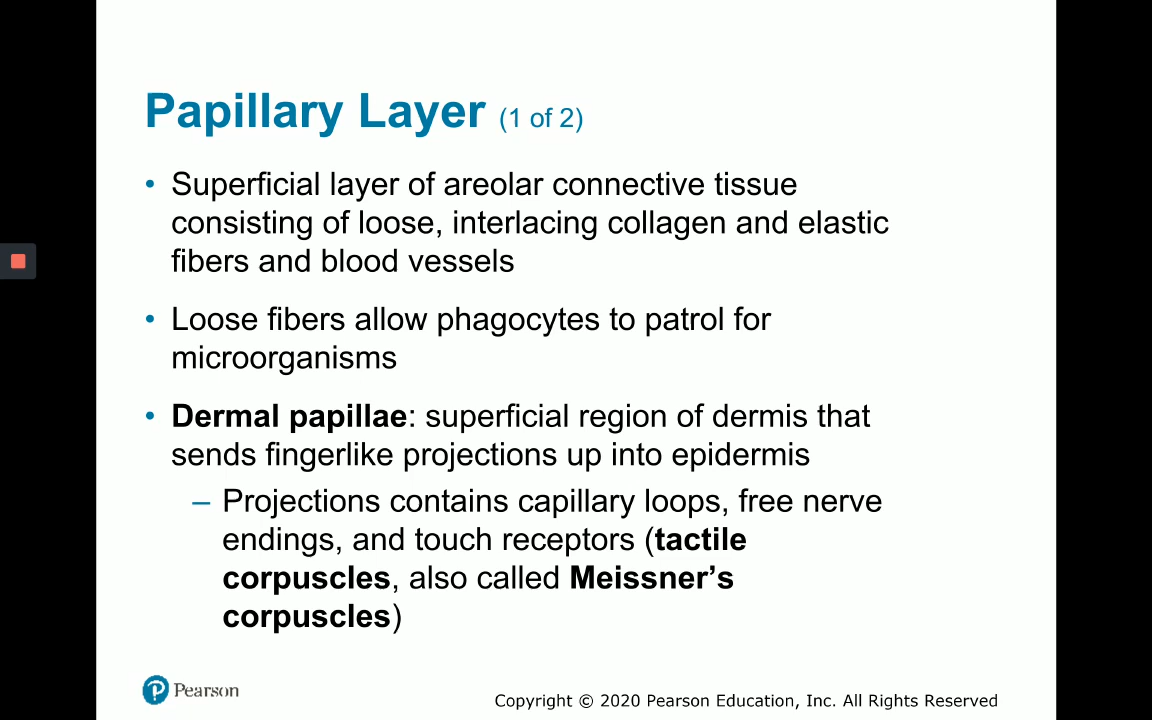 Papillary Layer (1 of 2)
• Superficial layer of areolar connective tissue
consisting of loose, interlacing collagen and elastic
fibers and blood vessels
• Loose fibers allow phagocytes to patrol for
microorganisms
• Dermal papillae: superficial region of dermis that
sends fingerlike projections up into epidermis
– Projections contains capillary loops, free nerve
endings, and touch receptors (tactile
corpuscles, also called Meissner’s
corpuscles)
P Pearson
Copyright © 2020 Pearson Education, Inc. All Rights Reserved